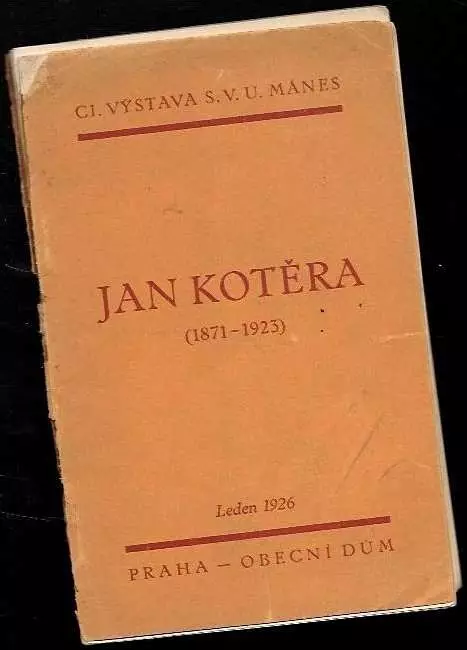 CI. VÝSTAVA S.V.U. MÁNES
JAN KOTĚRA
(1871–1923)
Leden 1926
PRAHA – OBECNÍ DŮM